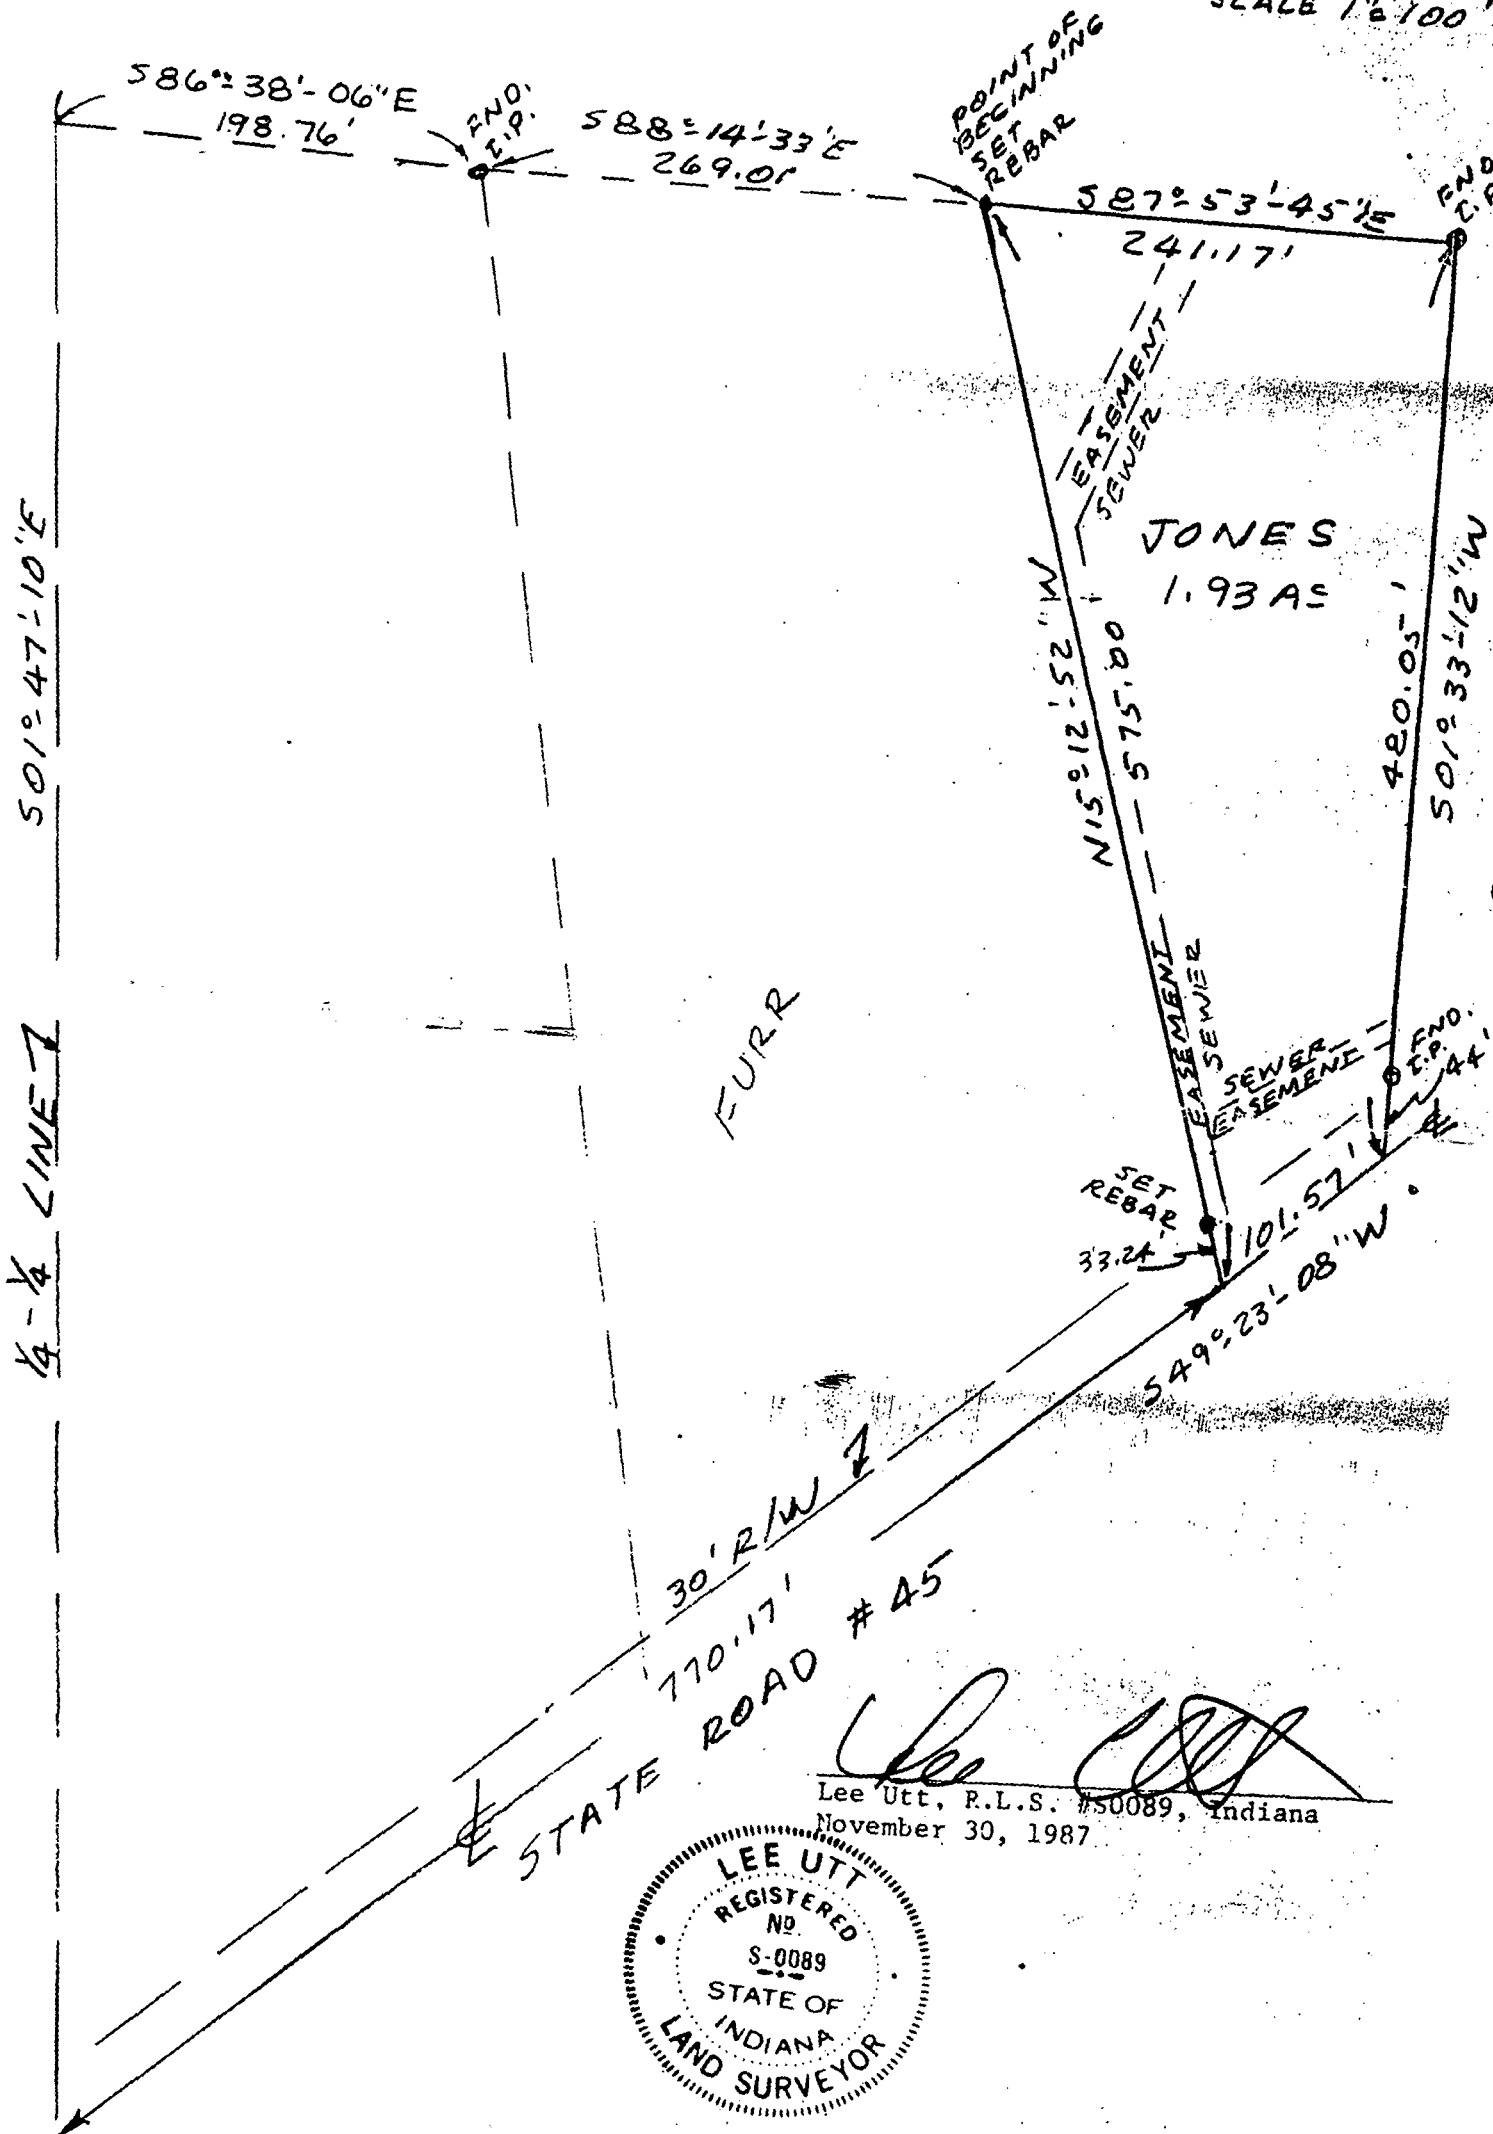 SCALE 1"=100'
S86°-38'-06"E
198.76'
FND.
I.P.
S88°-14'-33"E
269.01'
POINT OF
BEGINNING
SET
REBAR
S87°-53'-45"E
241.17'
FND
I.P.
EASEMENT
SEWER
JONES
1.93 A͟c
N15°-12'-52"W
575.00'
480.05'
S01°-33'-12"W
S01°-47'-10"E
1/4-1/4 LINE
FURR
EASEMENT
SEWER
SEWER
EASEMENT
FND.
I.P.
44'
℄
SET
REBAR
33.24'
101.57'
S49°-23'-08"W
30' R/W
770.17'
STATE ROAD #45
℄
Lee Utt, R.L.S. #S0089, Indiana
November 30, 1987
LEE UTT
REGISTERED
No.
S-0089
STATE OF
INDIANA
LAND SURVEYOR